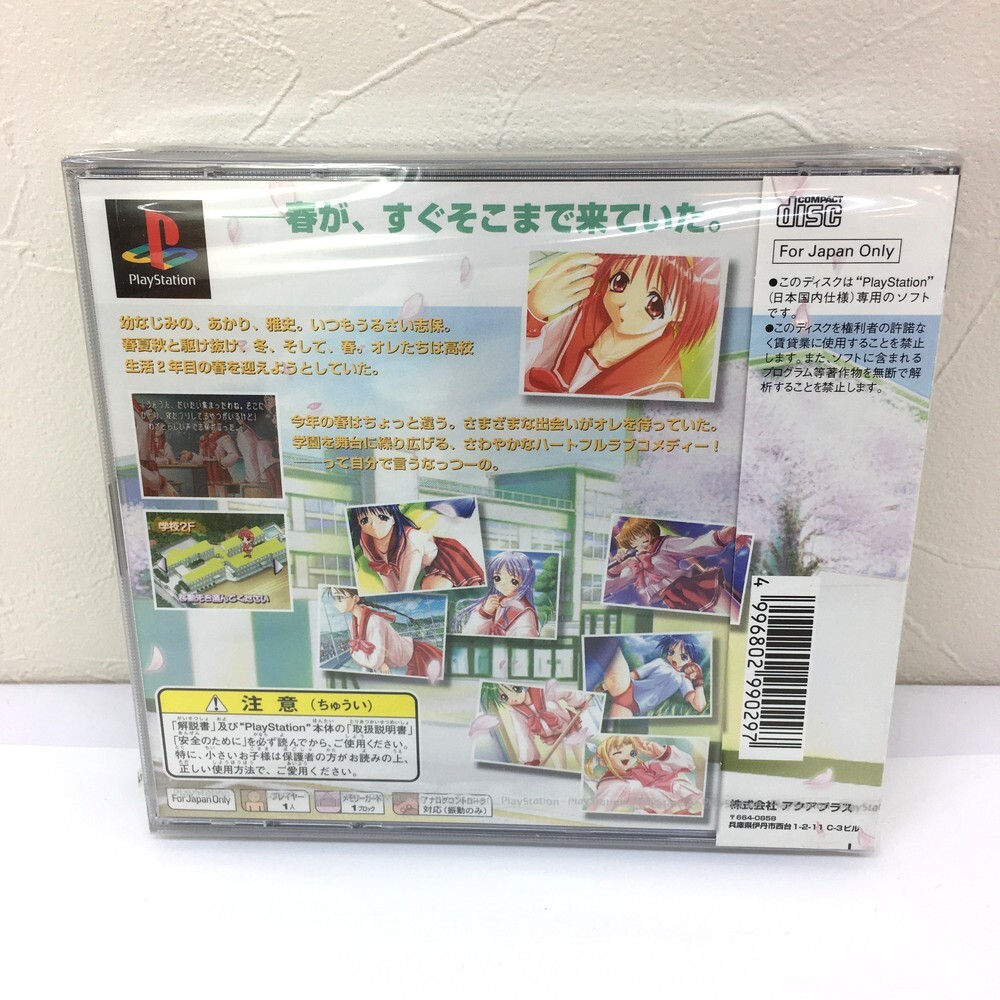 春が、すぐそこまで来ていた。
PlayStation
幼なじみの、あかり、雅史。いつもうるさい志保。
春夏秋と駆け抜け、冬、そして、春。オレたちは高校
生活2年目の春を迎えようとしていた。
今年の春はちょっと違う。さまざまな出会いがオレを待っていた。
学園を舞台に繰り広げる、さわやかなハートフルラブコメディー!
――って自分で言うなっつーの。
学校2F
移動先を選んでください
注意(ちゅうい)
「解説書」及び"PlayStation"本体の「取扱説明書」
「安全のために」を必ず読んでから、ご使用ください。
特に、小さいお子様は保護者の方がお読みの上、
正しい使用方法で、ご愛用ください。
For Japan Only
プレイヤー
1人
メモリーカード
1ブロック
アナログコントローラ
対応(振動のみ)
PlayStation
COMPACT
disc
For Japan Only
●このディスクは"PlayStation"
(日本国内仕様)専用のソフト
です。
●このディスクを権利者の許諾な
く賃貸業に使用することを禁止
します。また、ソフトに含まれる
プログラム等著作物を無断で解
析することを禁止します。
4 996802 990297
株式会社 アクアプラス
〒664-0858
兵庫県伊丹市西台1-2-11 C-3ビル